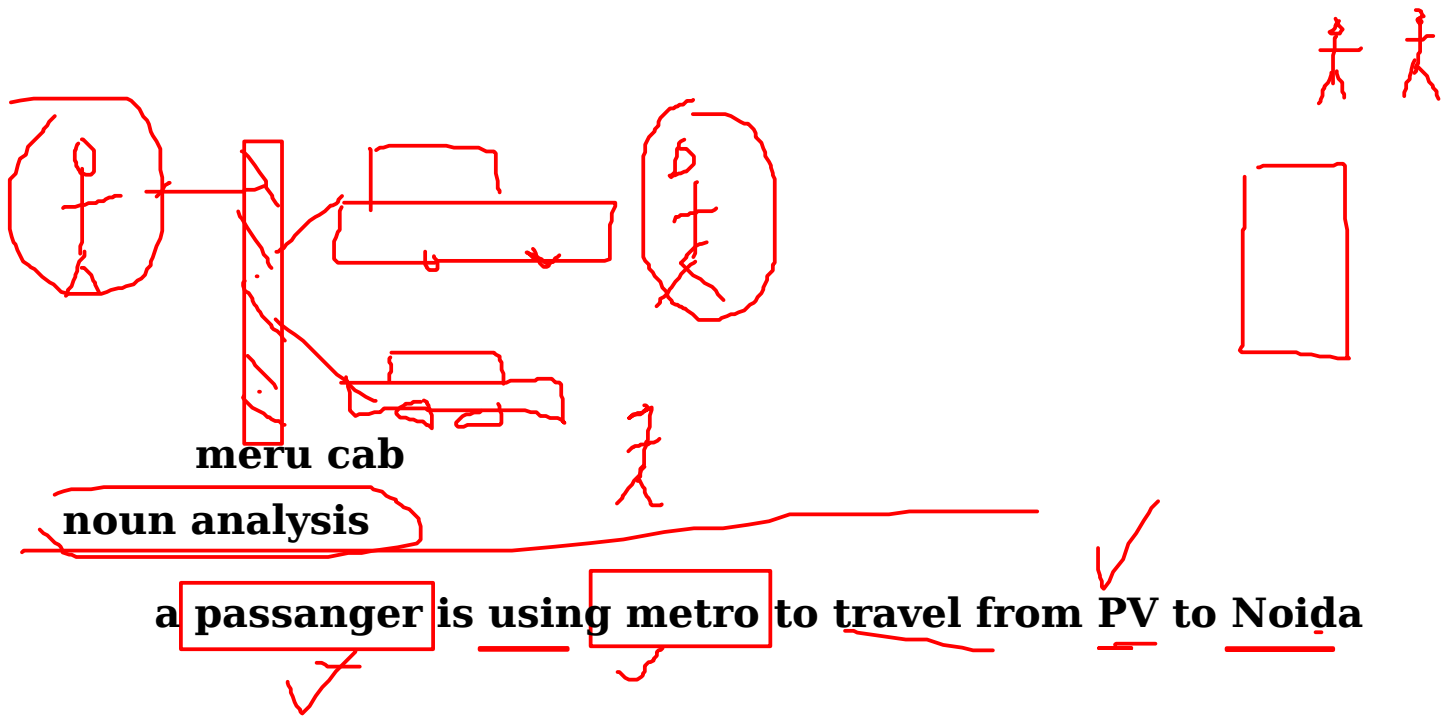 meru cab
noun analysis
a passanger is using metro to travel from PV to Noida